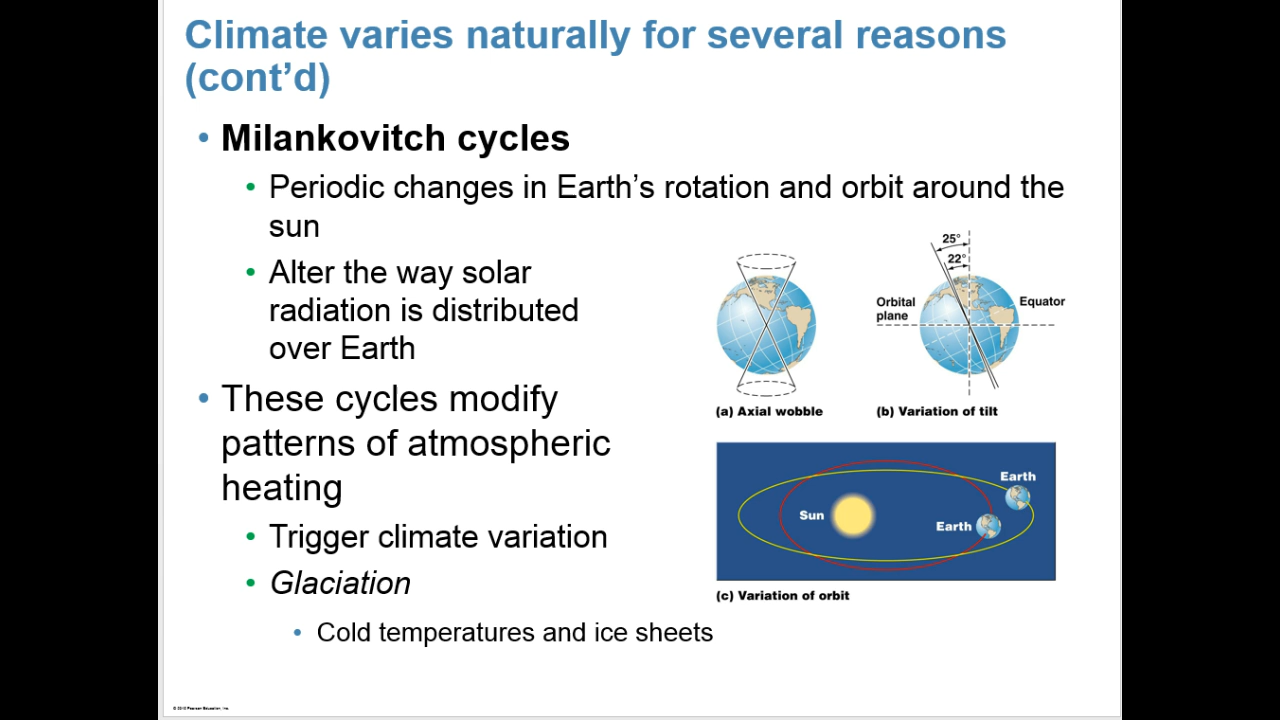 Climate varies naturally for several reasons
(cont’d)
• Milankovitch cycles
• Periodic changes in Earth’s rotation and orbit around the
sun
• Alter the way solar
radiation is distributed
over Earth
• These cycles modify
patterns of atmospheric
heating
• Trigger climate variation
• Glaciation
• Cold temperatures and ice sheets
25°
22°
Orbital
plane
Equator
(a) Axial wobble
(b) Variation of tilt
Earth
Sun
Earth
(c) Variation of orbit